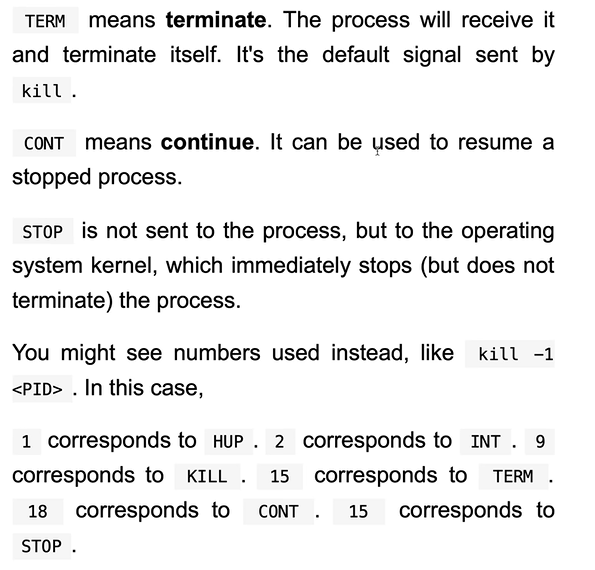 TERM means terminate. The process will receive it
and terminate itself. It's the default signal sent by
kill .
CONT means continue. It can be used to resume a
stopped process.
STOP is not sent to the process, but to the operating
system kernel, which immediately stops (but does not
terminate) the process.
You might see numbers used instead, like kill -1
<PID> . In this case,
1 corresponds to HUP . 2 corresponds to INT . 9
corresponds to KILL . 15 corresponds to TERM .
18 corresponds to CONT . 15 corresponds to
STOP .